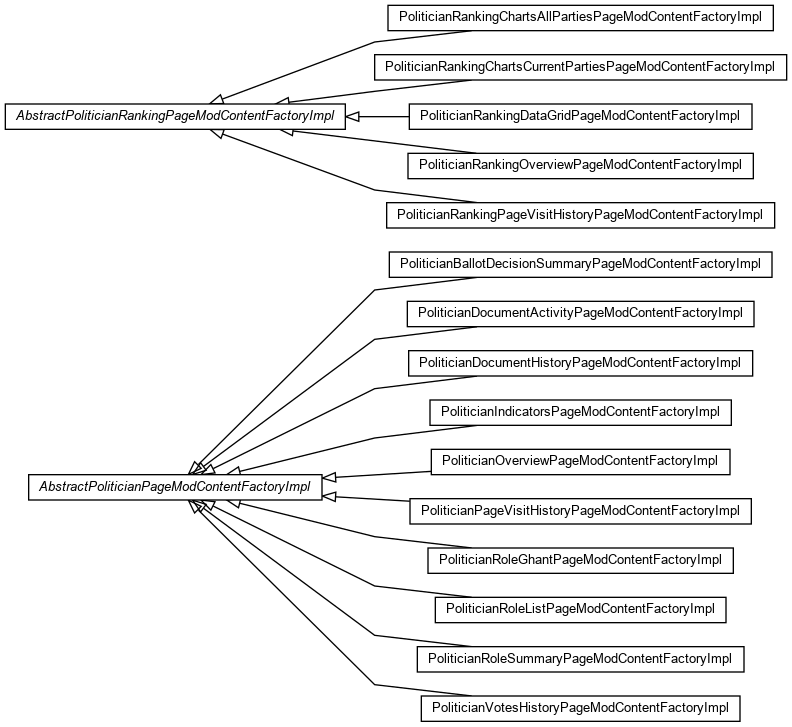 PoliticianRankingChartsAllPartiesPageModContentFactoryImpl
PoliticianRankingChartsCurrentPartiesPageModContentFactoryImpl
AbstractPoliticianRankingPageModContentFactoryImpl
PoliticianRankingDataGridPageModContentFactoryImpl
PoliticianRankingOverviewPageModContentFactoryImpl
PoliticianRankingPageVisitHistoryPageModContentFactoryImpl
PoliticianBallotDecisionSummaryPageModContentFactoryImpl
PoliticianDocumentActivityPageModContentFactoryImpl
PoliticianDocumentHistoryPageModContentFactoryImpl
PoliticianIndicatorsPageModContentFactoryImpl
PoliticianOverviewPageModContentFactoryImpl
AbstractPoliticianPageModContentFactoryImpl
PoliticianPageVisitHistoryPageModContentFactoryImpl
PoliticianRoleGhantPageModContentFactoryImpl
PoliticianRoleListPageModContentFactoryImpl
PoliticianRoleSummaryPageModContentFactoryImpl
PoliticianVotesHistoryPageModContentFactoryImpl